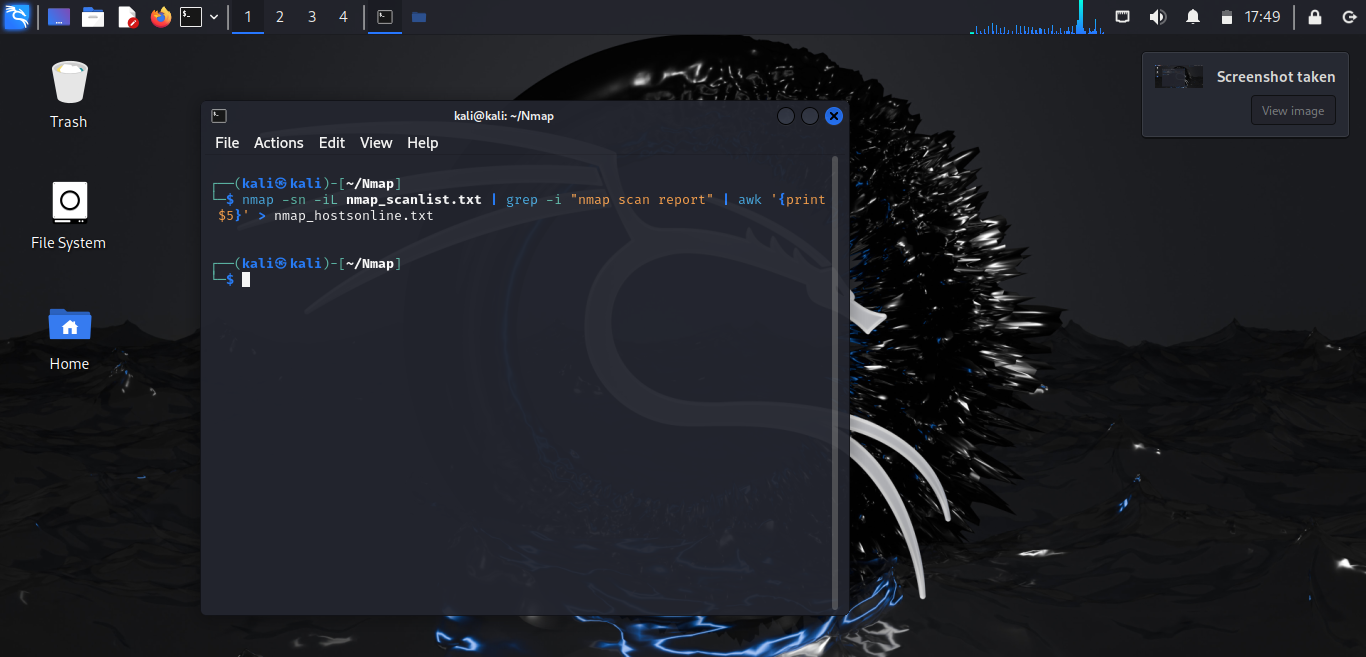 1 2 3 4
17:49
Screenshot taken
View image
Trash
File System
Home
kali@kali: ~/Nmap
File Actions Edit View Help
┌──(kali㉿kali)-[~/Nmap]
└─$ nmap -sn -iL nmap_scanlist.txt | grep -i "nmap scan report" | awk '{print
$5}' > nmap_hostsonline.txt
┌──(kali㉿kali)-[~/Nmap]
└─$